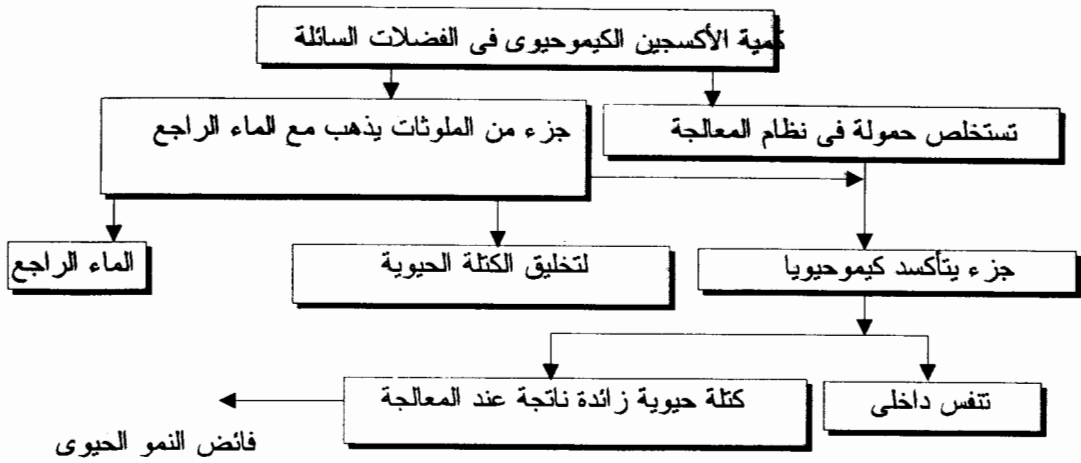 كمية الأكسجين الكيموحيوى فى الفضلات السائلة
تستخلص حمولة فى نظام المعالجة
جزء من الملوثات يذهب مع الماء الراجع
جزء يتأكسد كيموحيويا
لتخليق الكتلة الحيوية
الماء الراجع
تنفس داخلى
كتلة حيوية زائدة ناتجة عند المعالجة
فائض النمو الحيوى